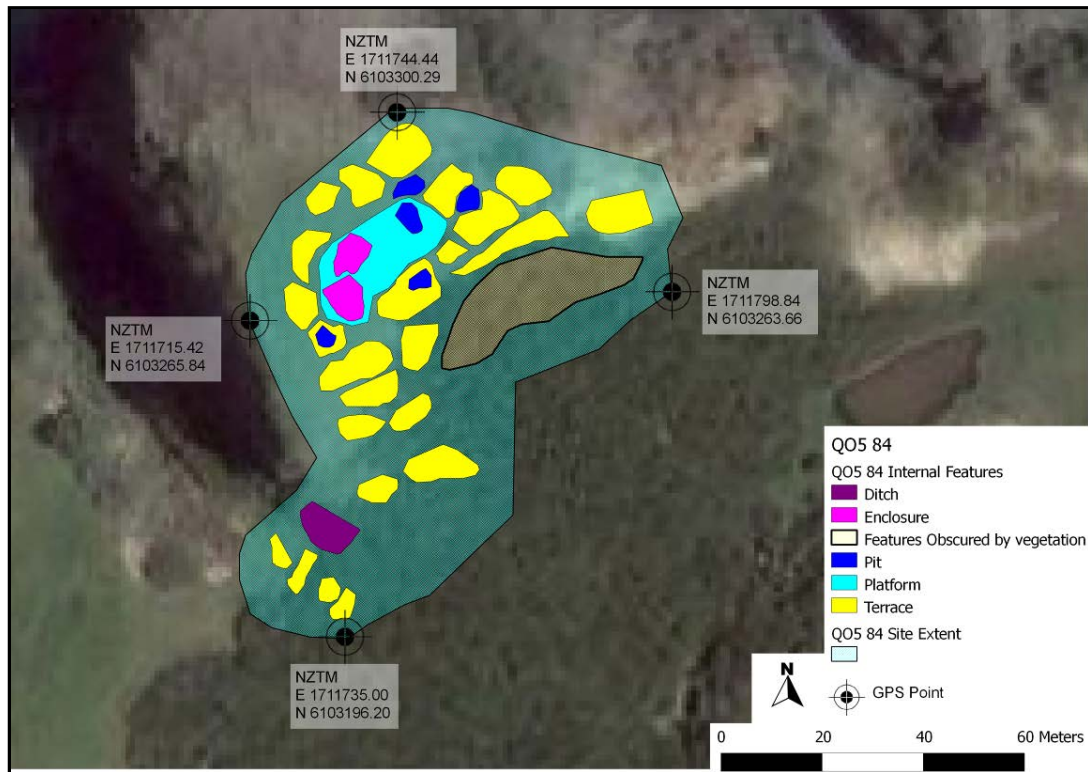 NZTM
E 1711744.44
N 6103300.29
NZTM
E 1711798.84
N 6103263.66
NZTM
E 1711715.42
N 6103265.84
NZTM
E 1711735.00
N 6103196.20
QO5 84
QO5 84 Internal Features
Ditch
Enclosure
Features Obscured by vegetation
Pit
Platform
Terrace
QO5 84 Site Extent
N
GPS Point
0 20 40 60 Meters